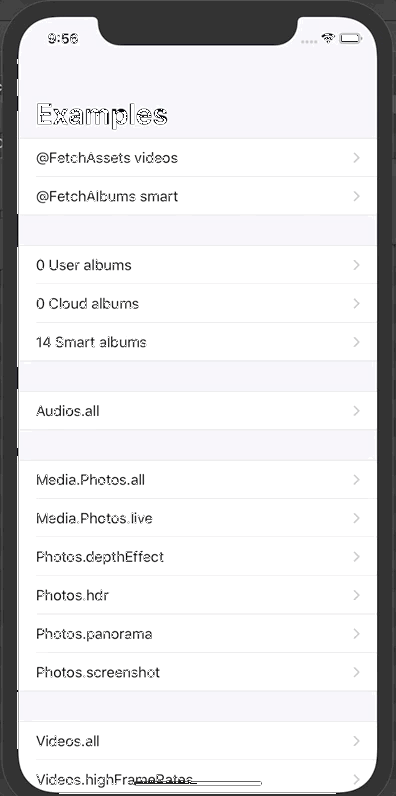 9:56
Examples
@FetchAssets videos
@FetchAlbums smart
0 User albums
0 Cloud albums
14 Smart albums
Audios.all
Media.Photos.all
Media.Photos.live
Photos.depthEffect
Photos.hdr
Photos.panorama
Photos.screenshot
Videos.all
Videos.highFrameRates